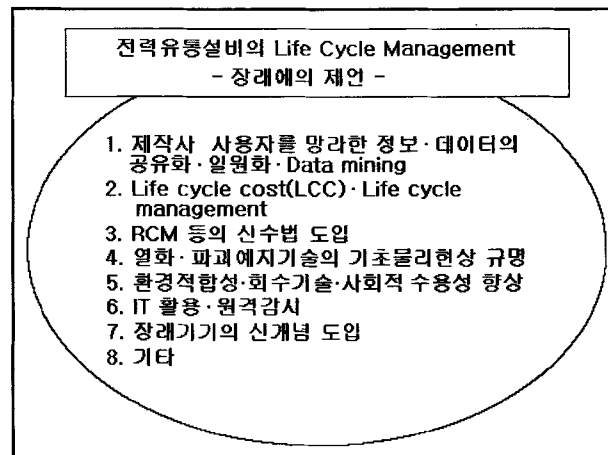 전력유통설비의 Life Cycle Management
- 장래에의 제언 -
1. 제작사 사용자를 망라한 정보·데이터의
공유화·일원화·Data mining
2. Life cycle cost(LCC)·Life cycle
management
3. RCM 등의 신수법 도입
4. 열화·파괴예지기술의 기초물리현상 규명
5. 환경적합성·회수기술·사회적 수용성 향상
6. IT 활용·원격감시
7. 장래기기의 신개념 도입
8. 기타